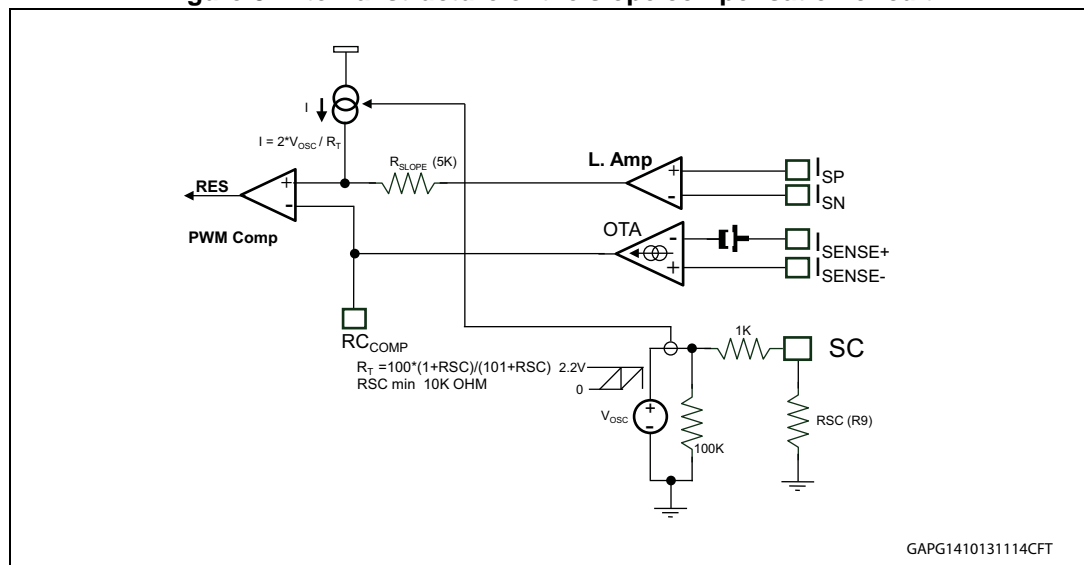 I
I = 2*V_OSC / R_T
R_SLOPE (5K)
L. Amp
+
-
I_SP
I_SN
RES
+
-
PWM Comp
OTA
-
+
I_SENSE+
I_SENSE-
RC_COMP
1K
SC
R_T =100*(1+RSC)/(101+RSC)
RSC min 10K OHM
2.2V
0
V_OSC
+
-
100K
RSC (R9)
GAPG1410131114CFT